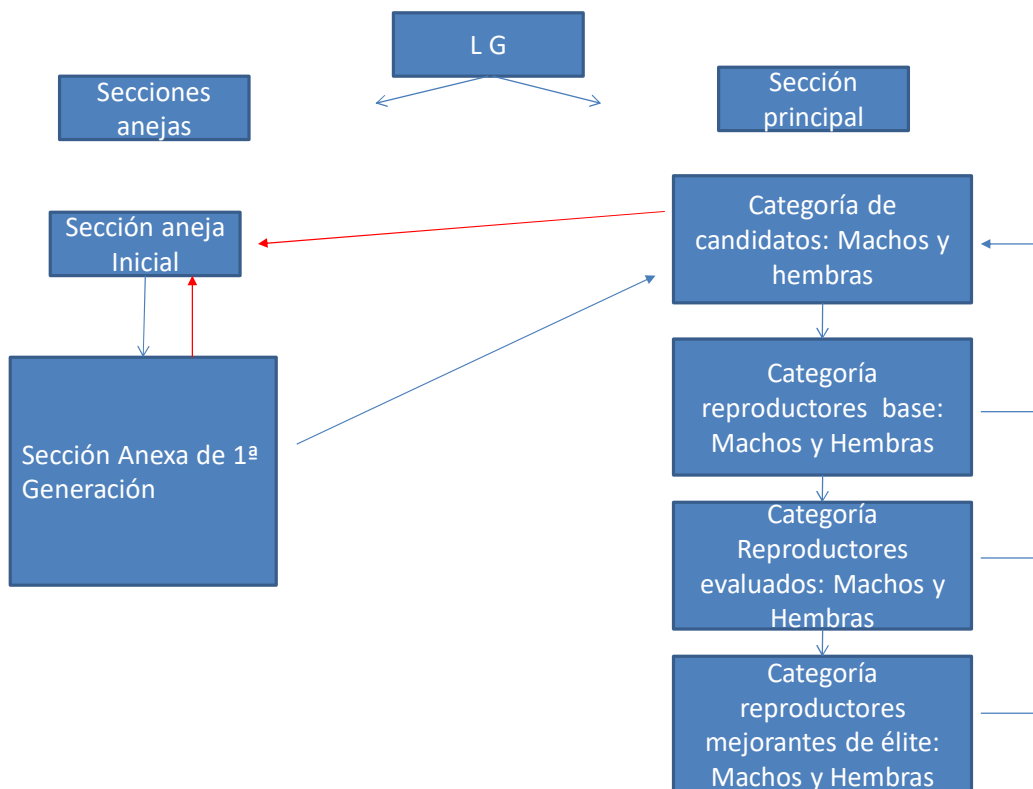 L G
Secciones
anejas
Sección
principal
Sección aneja
Inicial
Categoría de
candidatos: Machos y
hembras
Sección Anexa de 1ª
Generación
Categoría
reproductores base:
Machos y Hembras
Categoría
Reproductores
evaluados: Machos y
Hembras
Categoría
reproductores
mejorantes de élite:
Machos y Hembras